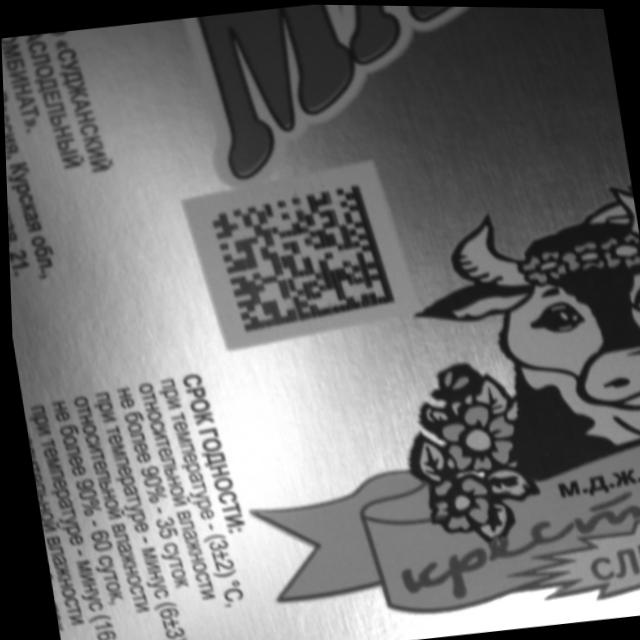 «СУДЖАНСКИЙ
МАСЛОДЕЛЬНЫЙ
КОМБИНАТ».
Курская обл.,
21.
СРОК ГОДНОСТИ:
при температуре - (3±2) °С,
относительной влажности
не более 90% - 35 суток
при температуре - минус (6±3)
относительной влажности
не более 90% - 60 суток
при температуре - минус (16
влажности
м.д.ж.
крест
СЛ